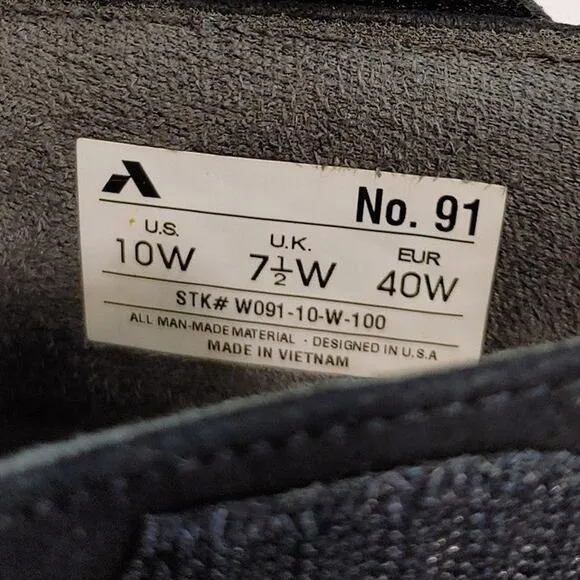 No. 91
U.S. U.K. EUR
10W 7½W 40W
STK# W091-10-W-100
ALL MAN-MADE MATERIAL · DESIGNED IN U.S.A
MADE IN VIETNAM